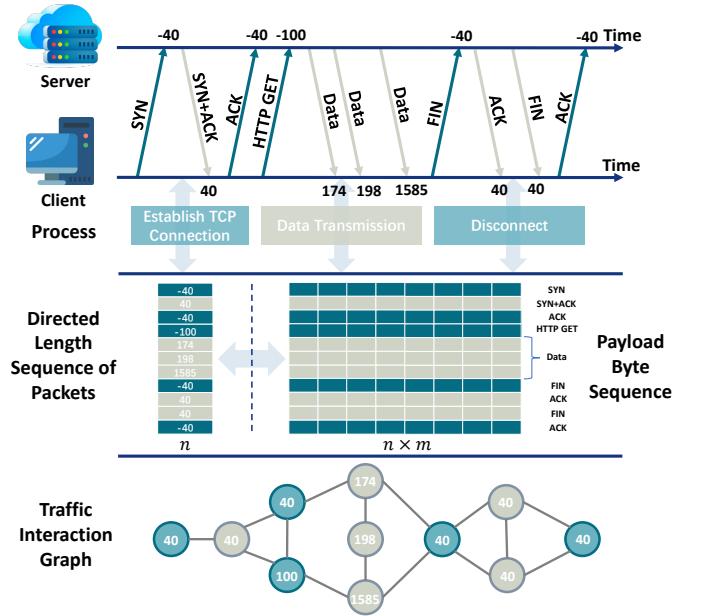 -40 -40 -100 -40 -40 Time
Server
SYN SYN+ACK ACK HTTP GET Data Data Data FIN ACK FIN ACK
Time
40 174 198 1585 40 40
Client
Process
Establish TCP
Connection
Data Transmission
Disconnect
Directed
Length
Sequence of
Packets
-40
40
-40
-100
174
198
1585
-40
40
40
-40
n
SYN
SYN+ACK
ACK
HTTP GET
Data
FIN
ACK
FIN
ACK
n × m
Payload
Byte
Sequence
Traffic
Interaction
Graph
40 40 40 100 174 198 1585 40 40 40 40